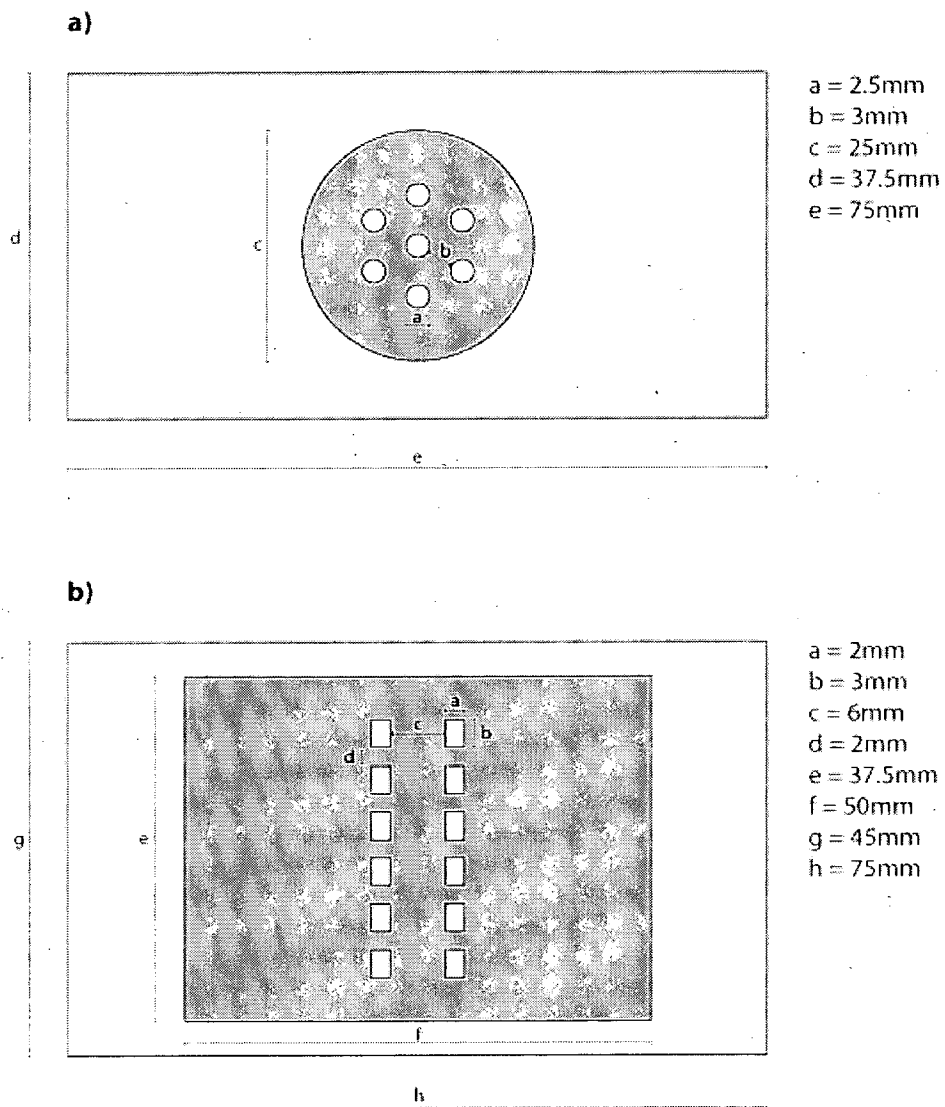 a)
a = 2.5mm
b = 3mm
c = 25mm
d = 37.5mm
e = 75mm
d
c
b
a
e
b)
a = 2mm
b = 3mm
c = 6mm
d = 2mm
e = 37.5mm
f = 50mm
g = 45mm
h = 75mm
a
c
b
d
g
e
f
h